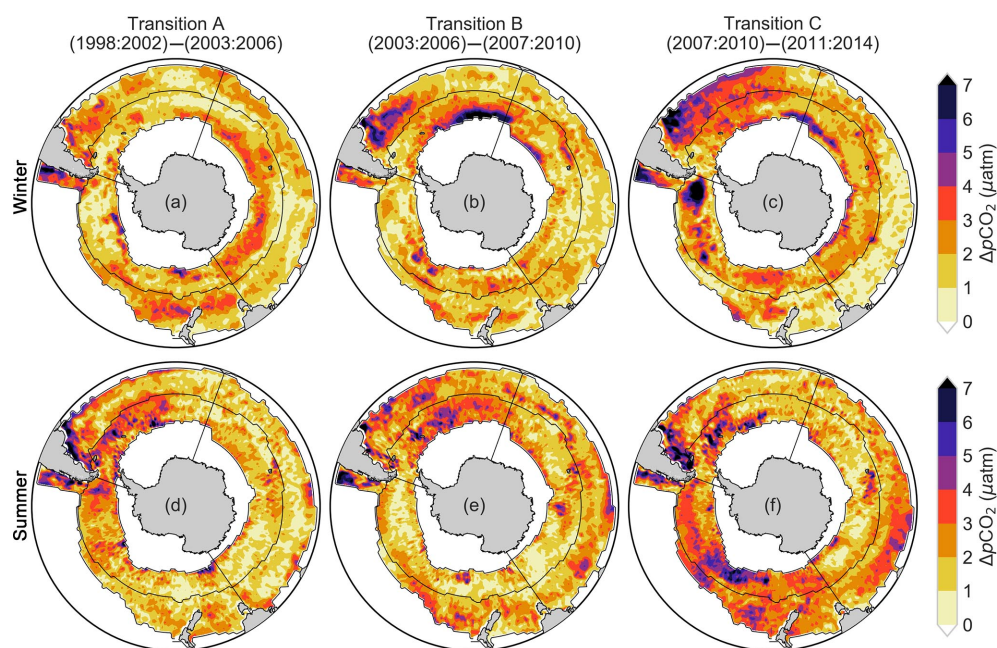 Transition A
(1998:2002)—(2003:2006)
Transition B
(2003:2006)—(2007:2010)
Transition C
(2007:2010)—(2011:2014)
Winter
(a)
(b)
(c)
7
6
5
4
3
2
1
0
ΔpCO₂ (μatm)
Summer
(d)
(e)
(f)
7
6
5
4
3
2
1
0
ΔpCO₂ (μatm)